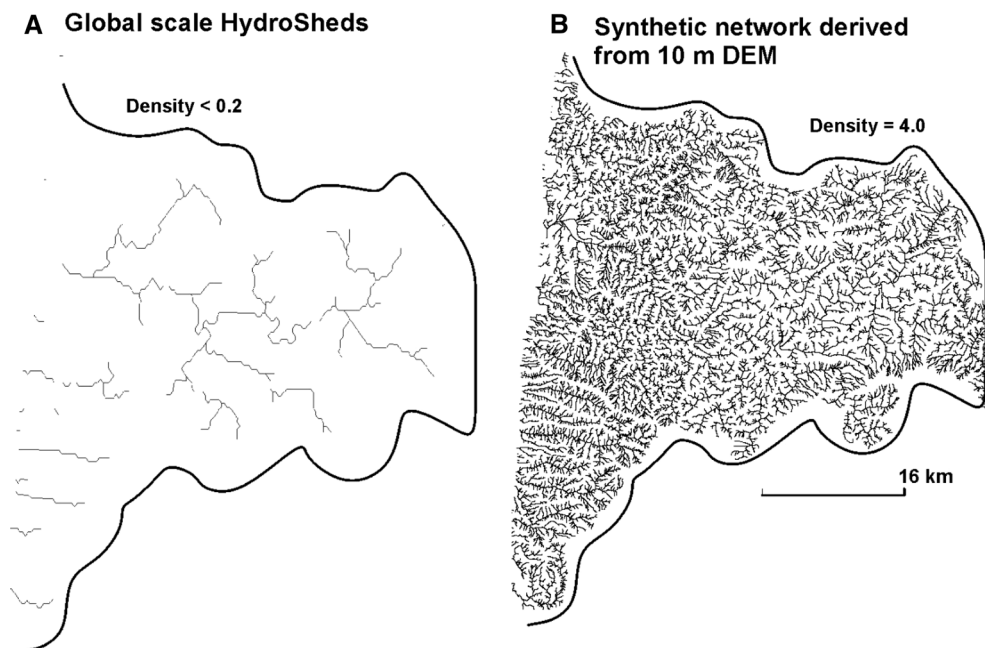 A Global scale HydroSheds
Density < 0.2
B Synthetic network derived
from 10 m DEM
Density = 4.0
16 km